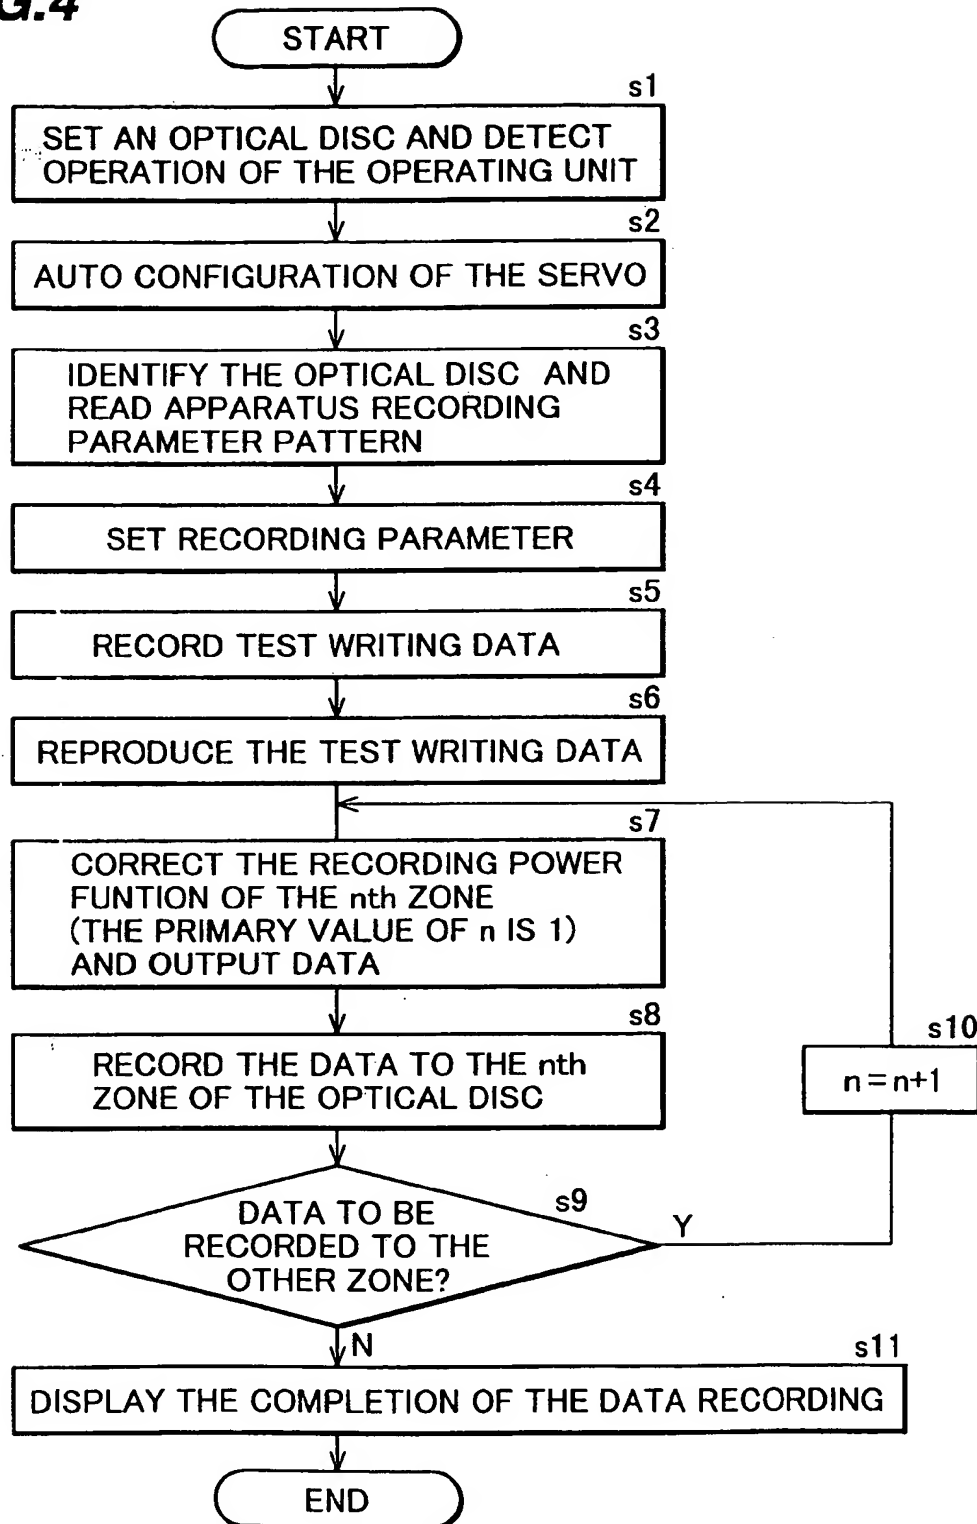 G.4
START
s1
SET AN OPTICAL DISC AND DETECT
OPERATION OF THE OPERATING UNIT
s2
AUTO CONFIGURATION OF THE SERVO
s3
IDENTIFY THE OPTICAL DISC AND
READ APPARATUS RECORDING
PARAMETER PATTERN
s4
SET RECORDING PARAMETER
s5
RECORD TEST WRITING DATA
s6
REPRODUCE THE TEST WRITING DATA
s7
CORRECT THE RECORDING POWER
FUNTION OF THE nth ZONE
(THE PRIMARY VALUE OF n IS 1)
AND OUTPUT DATA
s8
RECORD THE DATA TO THE nth
ZONE OF THE OPTICAL DISC
s10
n=n+1
s9
DATA TO BE
RECORDED TO THE
OTHER ZONE?
Y
N
s11
DISPLAY THE COMPLETION OF THE DATA RECORDING
END